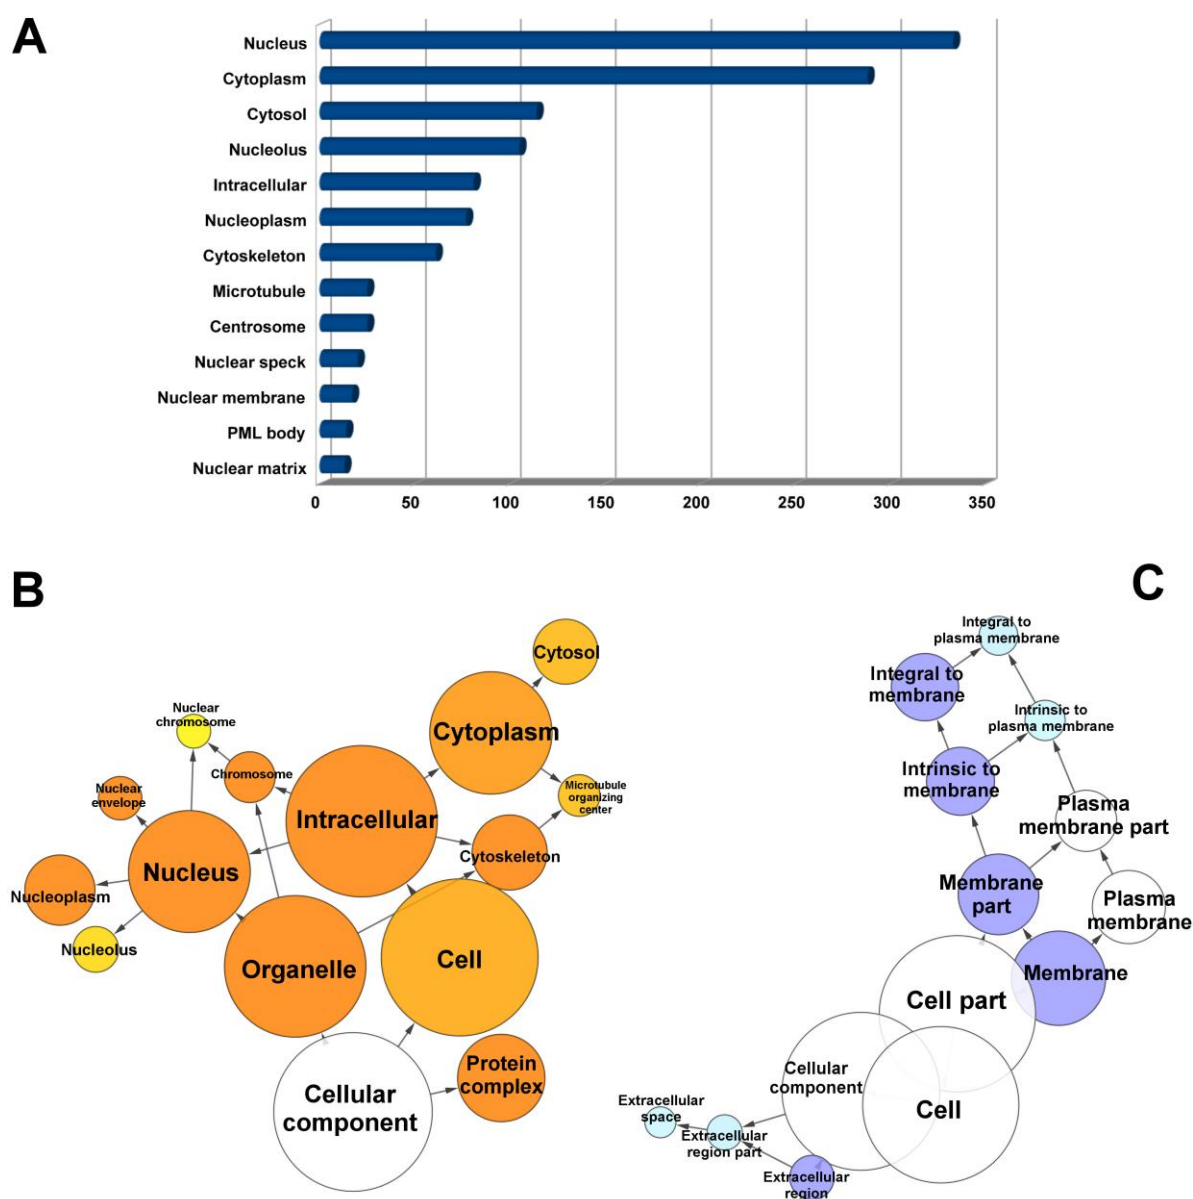 A
Nucleus
Cytoplasm
Cytosol
Nucleolus
Intracellular
Nucleoplasm
Cytoskeleton
Microtubule
Centrosome
Nuclear speck
Nuclear membrane
PML body
Nuclear matrix
0 50 100 150 200 250 300 350
B
Cytosol
Cytoplasm
Nuclear
chromosome
Chromosome
Nuclear
envelope
Microtubule
organizing
center
Intracellular
Cytoskeleton
Nucleus
Nucleoplasm
Nucleolus
Organelle
Cell
Protein
complex
Cellular
component
C
Integral to
plasma membrane
Integral to
membrane
Intrinsic to
plasma membrane
Intrinsic to
membrane
Plasma
membrane part
Membrane
part
Plasma
membrane
Membrane
Cell part
Cellular
component
Cell
Extracellular
space
Extracellular
region part
Extracellular
region